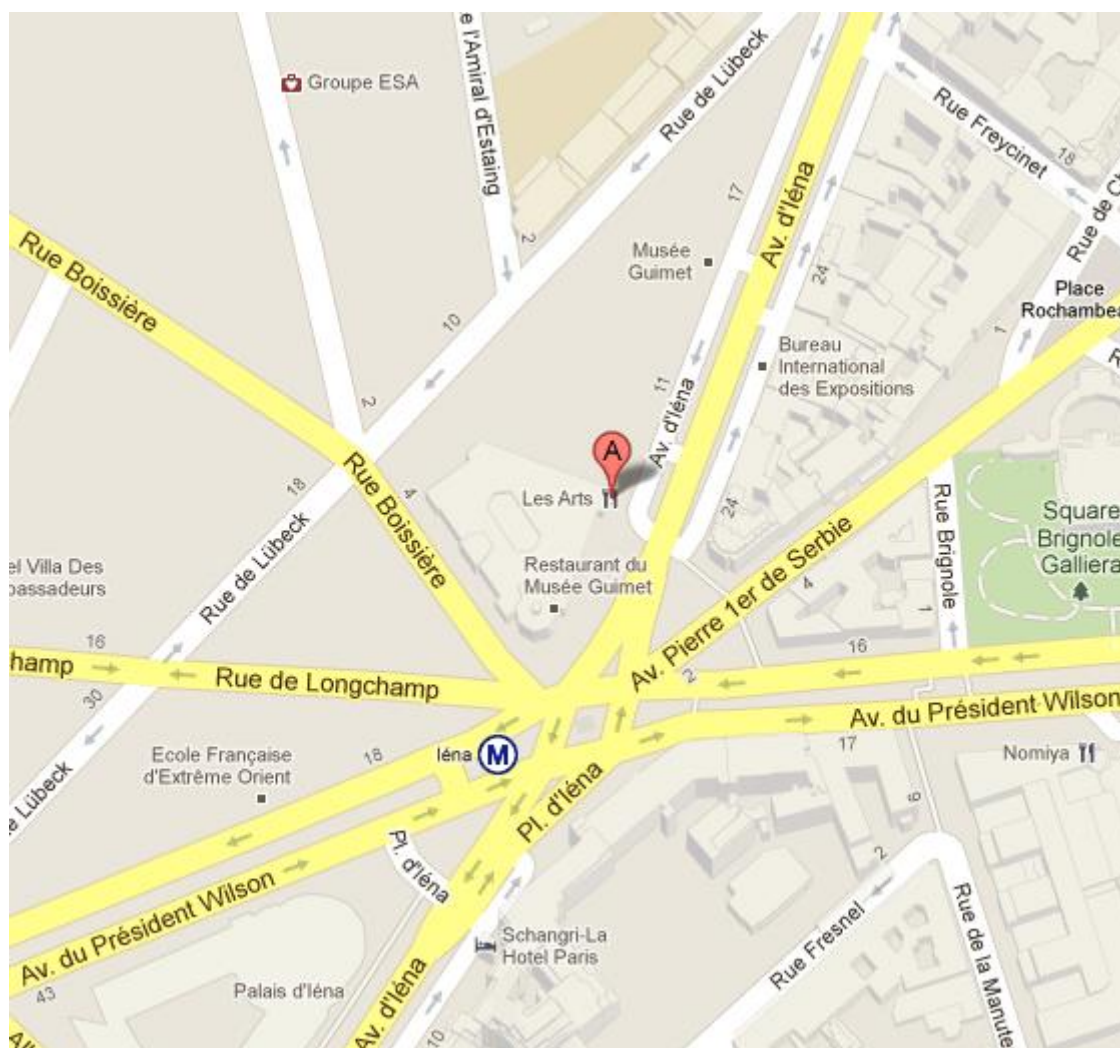 e l'Amiral d'Estaing
Rue de Lübeck
Groupe ESA
Rue Freycinet
18
17
Av. d'Iéna
Rue de C
Musée
Guimet
2
24
Rue Boissière
Place
Rochambea
10
1
R
Bureau
International
des Expositions
11
Av. d'Iéna
2
A
Rue Boissière
4
18
Les Arts
24
Rue Brignole
Square
Brignole
Galliera
Rue de Lübeck
el Villa Des
bassadeurs
Restaurant du
Musée Guimet
Av. Pierre 1er de Serbie
4
1
16
hamp
Rue de Longchamp
2
16
30
Av. du Président Wilson
Ecole Française
d'Extrême Orient
18
Iéna
M
17
Nomiya
e Lübeck
Pl. d'Iéna
6
Pl. d'Iéna
2
Av. du Président Wilson
Rue Fresnel
Rue de la Manute
Schangri-La
Hotel Paris
43
Palais d'Iéna
Av. d'Iéna
10